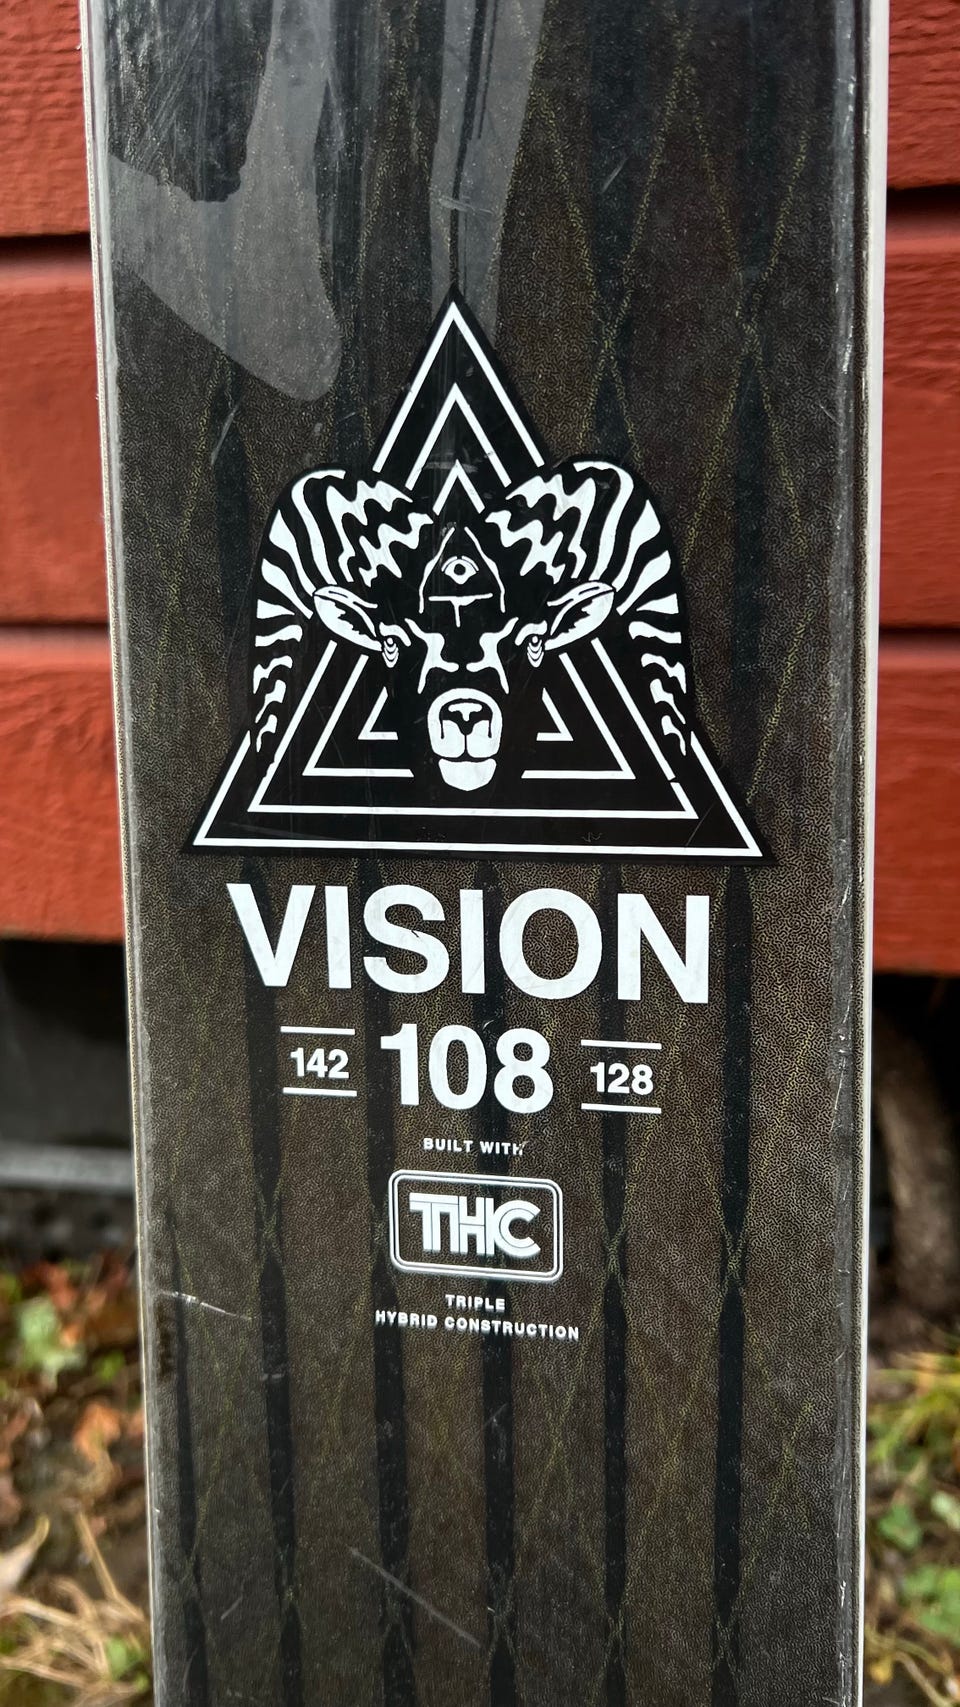 VISION
142 108 128
BUILT WITH
THC
TRIPLE
HYBRID CONSTRUCTION